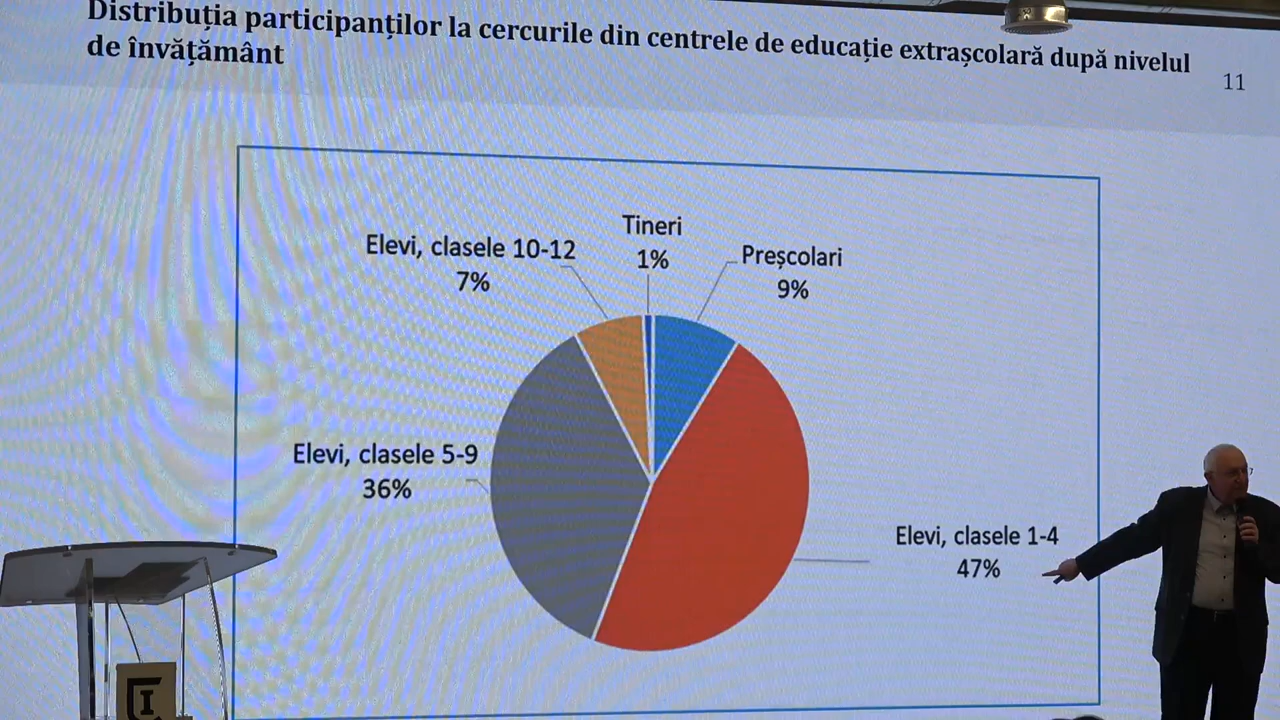 Distribuția participanților la cercurile din centrele de educație extrașcolară după nivelul
de învățământ
11
Tineri
1%
Elevi, clasele 10-12
7%
Preșcolari
9%
Elevi, clasele 5-9
36%
Elevi, clasele 1-4
47%
I